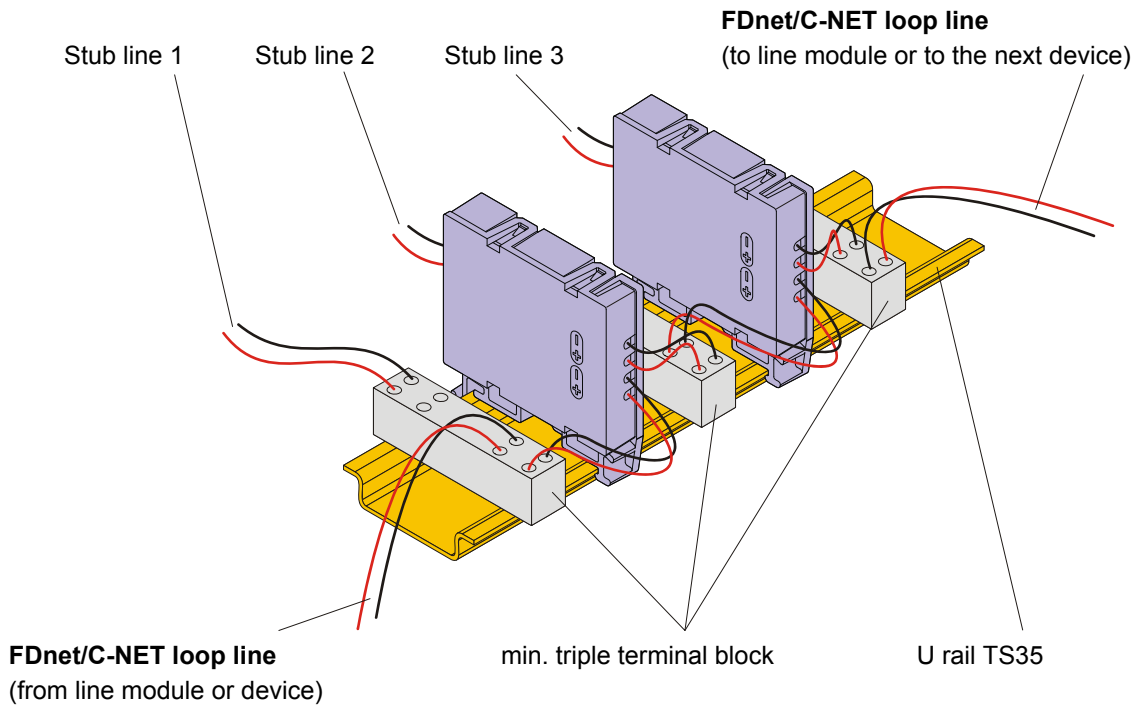 FDnet/C-NET loop line
(to line module or to the next device)
Stub line 1
Stub line 2
Stub line 3
− +
− +
− +
− +
FDnet/C-NET loop line
(from line module or device)
min. triple terminal block
U rail TS35